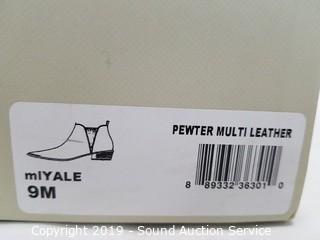 PEWTER MULTI LEATHER
mIYALE
9M
8 89332 36301 0
Copyright 2019 - Sound Auction Service